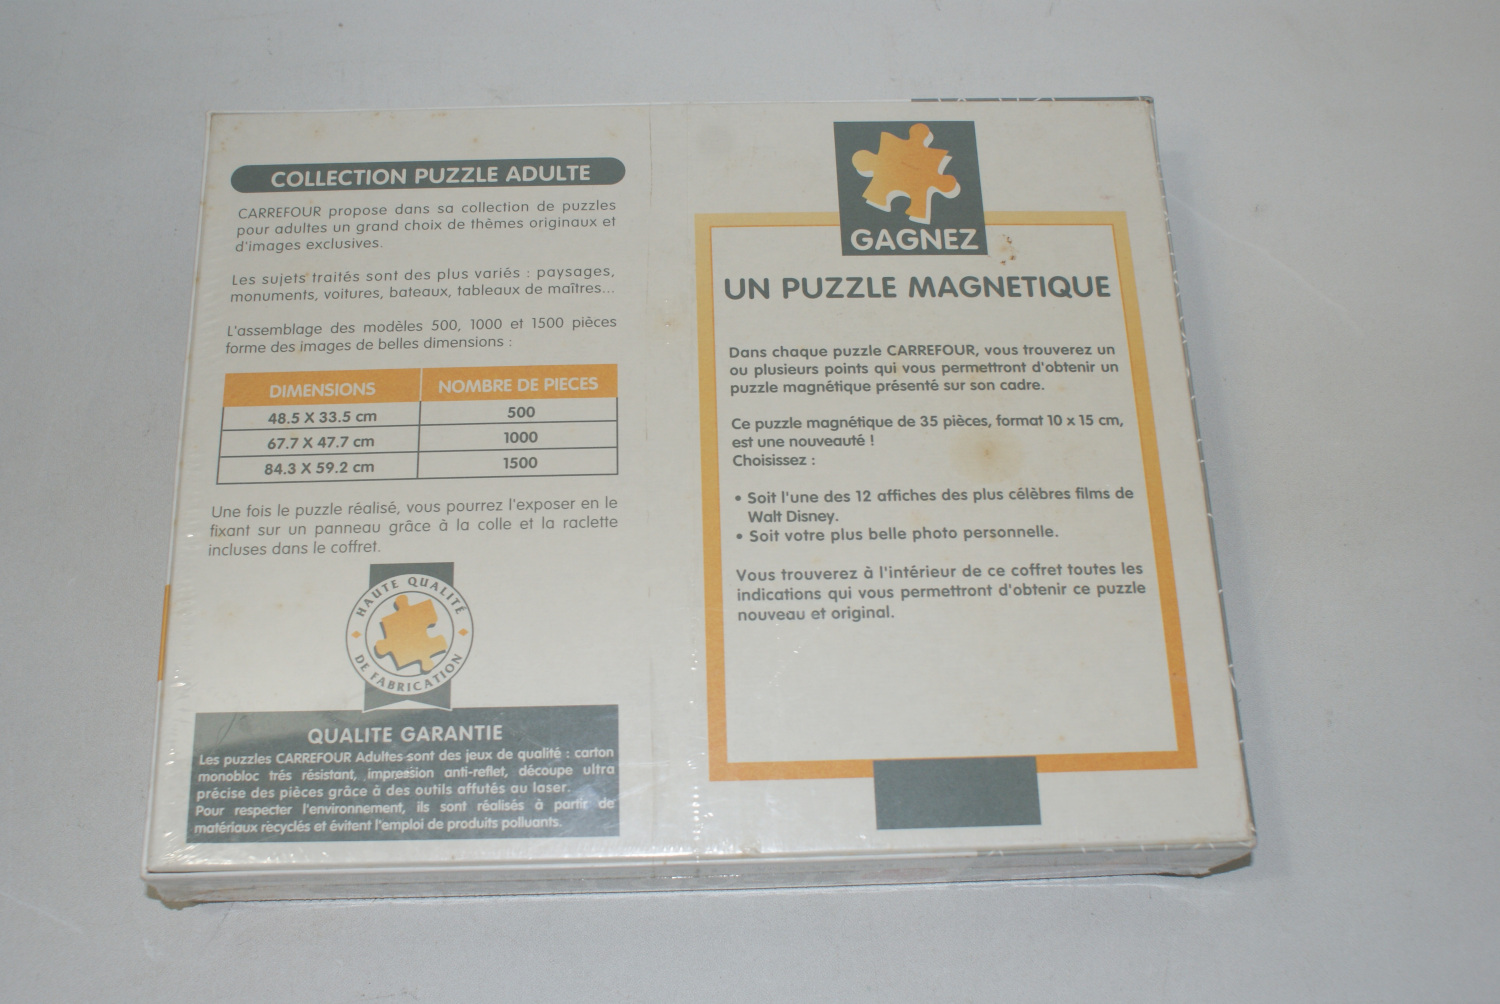 COLLECTION PUZZLE ADULTE
CARREFOUR propose dans sa collection de puzzles
pour adultes un grand choix de thèmes originaux et
d'images exclusives.
Les sujets traités sont des plus variés : paysages,
monuments, voitures, bateaux, tableaux de maîtres...
L'assemblage des modèles 500, 1000 et 1500 pièces
forme des images de belles dimensions :
DIMENSIONS NOMBRE DE PIECES
48.5 X 33.5 cm 500
67.7 X 47.7 cm 1000
84.3 X 59.2 cm 1500
Une fois le puzzle réalisé, vous pourrez l'exposer en le
fixant sur un panneau grâce à la colle et la raclette
incluses dans le coffret.
HAUTE QUALITÉ
DE FABRICATION
QUALITE GARANTIE
Les puzzles CARREFOUR Adultes sont des jeux de qualité : carton
monobloc trés résistant, impression anti-reflet, découpe ultra
précise des pièces grâce à des outils affutés au laser.
Pour respecter l'environnement, ils sont réalisés à partir de
matériaux recyclés et évitent l'emploi de produits polluants.
GAGNEZ
UN PUZZLE MAGNETIQUE
Dans chaque puzzle CARREFOUR, vous trouverez un
ou plusieurs points qui vous permettront d'obtenir un
puzzle magnétique présenté sur son cadre.
Ce puzzle magnétique de 35 pièces, format 10 x 15 cm,
est une nouveauté !
Choisissez :
• Soit l'une des 12 affiches des plus célèbres films de
Walt Disney.
• Soit votre plus belle photo personnelle.
Vous trouverez à l'intérieur de ce coffret toutes les
indications qui vous permettront d'obtenir ce puzzle
nouveau et original.